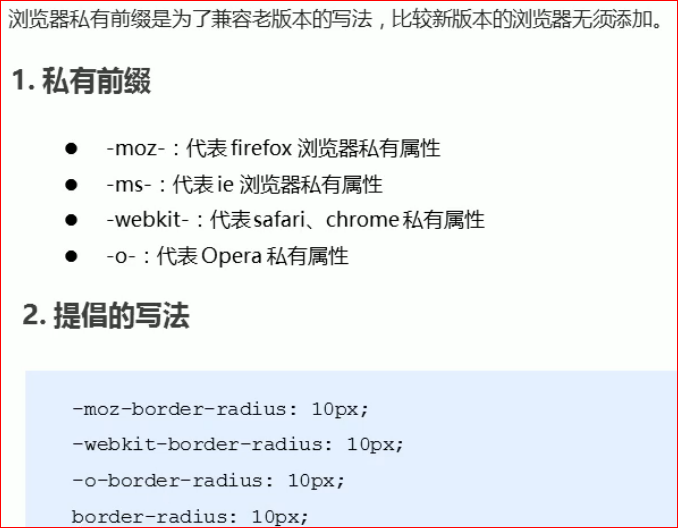 浏览器私有前缀是为了兼容老版本的写法，比较新版本的浏览器无须添加。
1. 私有前缀
● -moz-：代表 firefox 浏览器私有属性
● -ms-：代表 ie 浏览器私有属性
● -webkit-：代表 safari、chrome 私有属性
● -o-：代表 Opera 私有属性
2. 提倡的写法
-moz-border-radius: 10px;
-webkit-border-radius: 10px;
-o-border-radius: 10px;
border-radius: 10px;